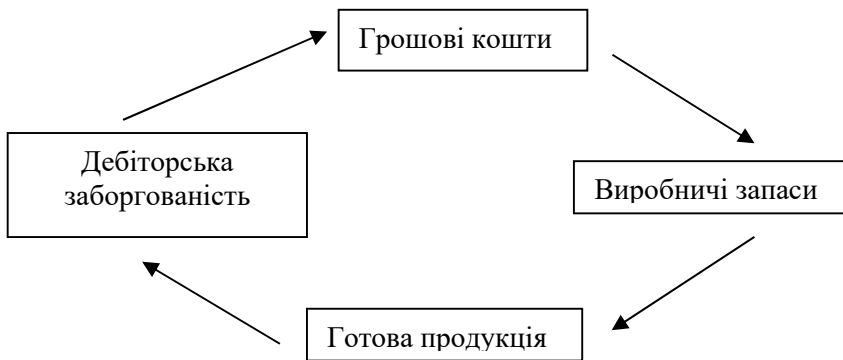 Грошові кошти
Дебіторська
заборгованість
Виробничі запаси
Готова продукція